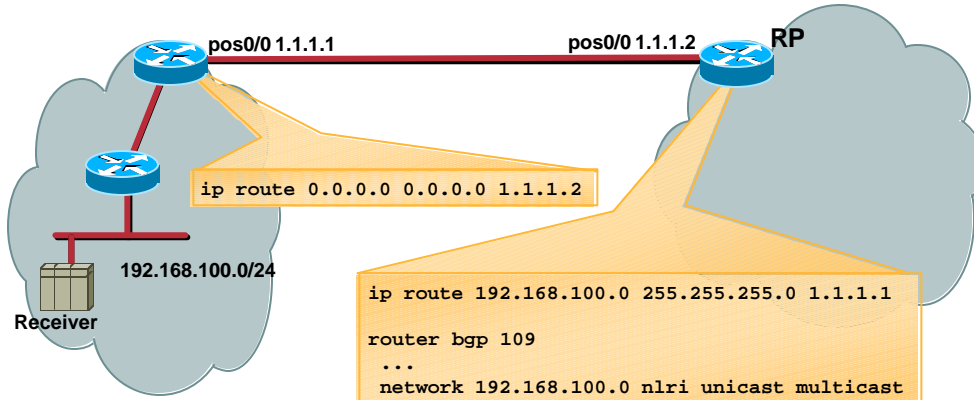 pos0/0 1.1.1.1
pos0/0 1.1.1.2
RP
ip route 0.0.0.0 0.0.0.0 1.1.1.2
192.168.100.0/24
Receiver
ip route 192.168.100.0 255.255.255.0 1.1.1.1
router bgp 109
...
network 192.168.100.0 nlri unicast multicast